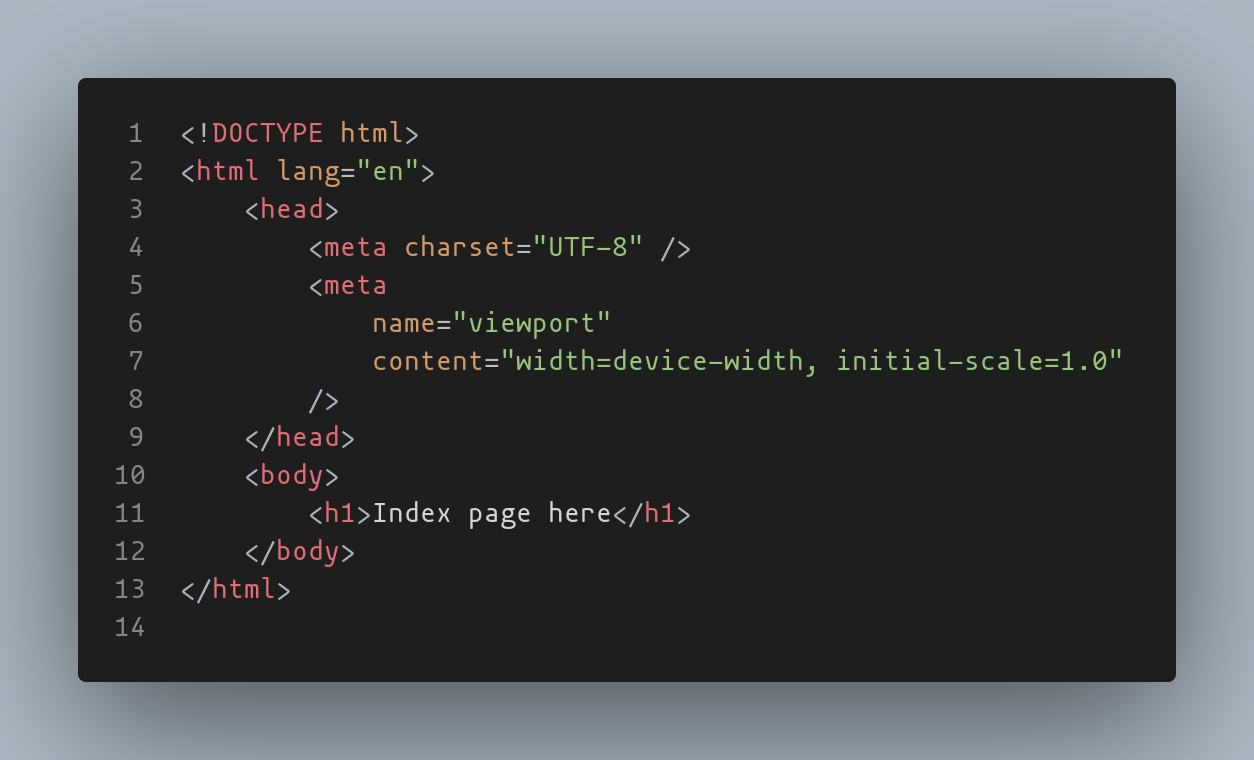 1 <!DOCTYPE html>
2 <html lang="en">
3     <head>
4         <meta charset="UTF-8" />
5         <meta
6             name="viewport"
7             content="width=device-width, initial-scale=1.0"
8         />
9     </head>
10     <body>
11         <h1>Index page here</h1>
12     </body>
13 </html>
14